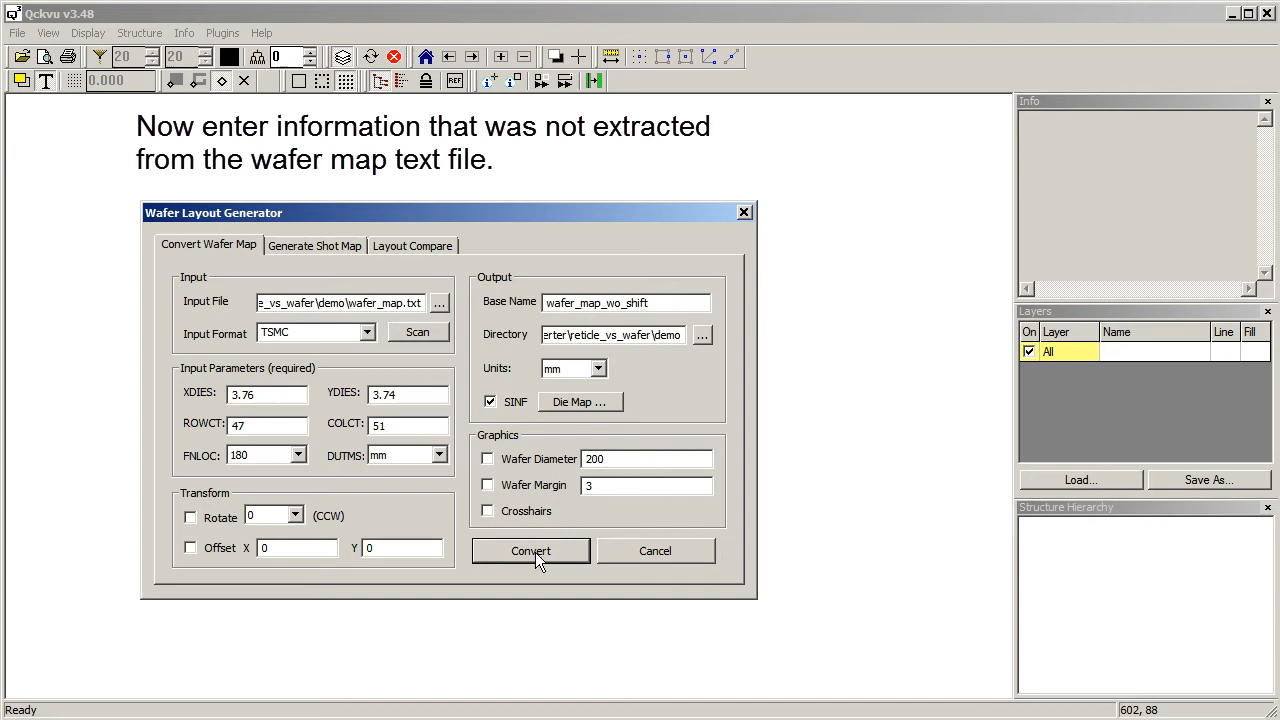 Qckvu v3.48
File View Display Structure Info Plugins Help
20 20 0
T 0.000 REF
Now enter information that was not extracted
from the wafer map text file.
Wafer Layout Generator
Convert Wafer Map Generate Shot Map Layout Compare
Input
Input File e_vs_wafer\demo\wafer_map.txt ...
Input Format TSMC Scan
Input Parameters (required)
XDIES: 3.76 YDIES: 3.74
ROWCT: 47 COLCT: 51
FNLOC: 180 DUTMS: mm
Transform
Rotate 0 (CCW)
Offset X 0 Y 0
Output
Base Name wafer_map_wo_shift
Directory erter\reticle_vs_wafer\demo ...
Units: mm
SINF Die Map ...
Graphics
Wafer Diameter 200
Wafer Margin 3
Crosshairs
Convert Cancel
Info
Layers
On Layer Name Line Fill
All
Load... Save As...
Structure Hierarchy
Ready 602, 88